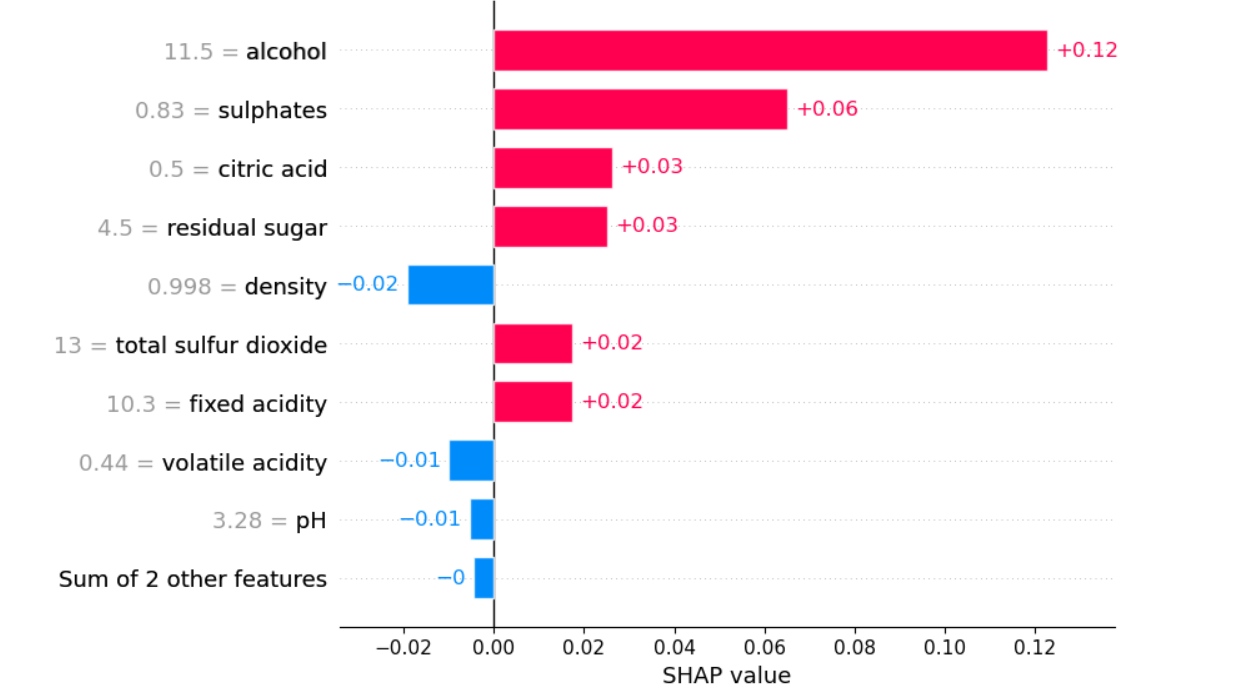 11.5 = alcohol +0.12
0.83 = sulphates +0.06
0.5 = citric acid +0.03
4.5 = residual sugar +0.03
0.998 = density −0.02
13 = total sulfur dioxide +0.02
10.3 = fixed acidity +0.02
0.44 = volatile acidity −0.01
3.28 = pH −0.01
Sum of 2 other features −0
−0.02 0.00 0.02 0.04 0.06 0.08 0.10 0.12
SHAP value